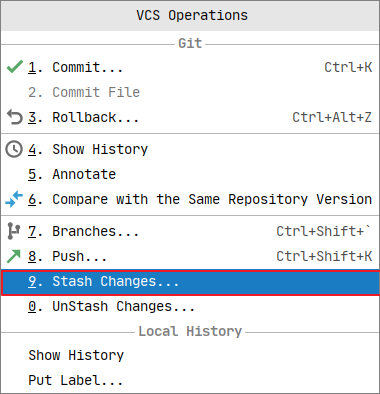 VCS Operations
Git
1. Commit... Ctrl+K
2. Commit File
3. Rollback... Ctrl+Alt+Z
4. Show History
5. Annotate
6. Compare with the Same Repository Version
7. Branches... Ctrl+Shift+`
8. Push... Ctrl+Shift+K
9. Stash Changes...
0. UnStash Changes...
Local History
Show History
Put Label...